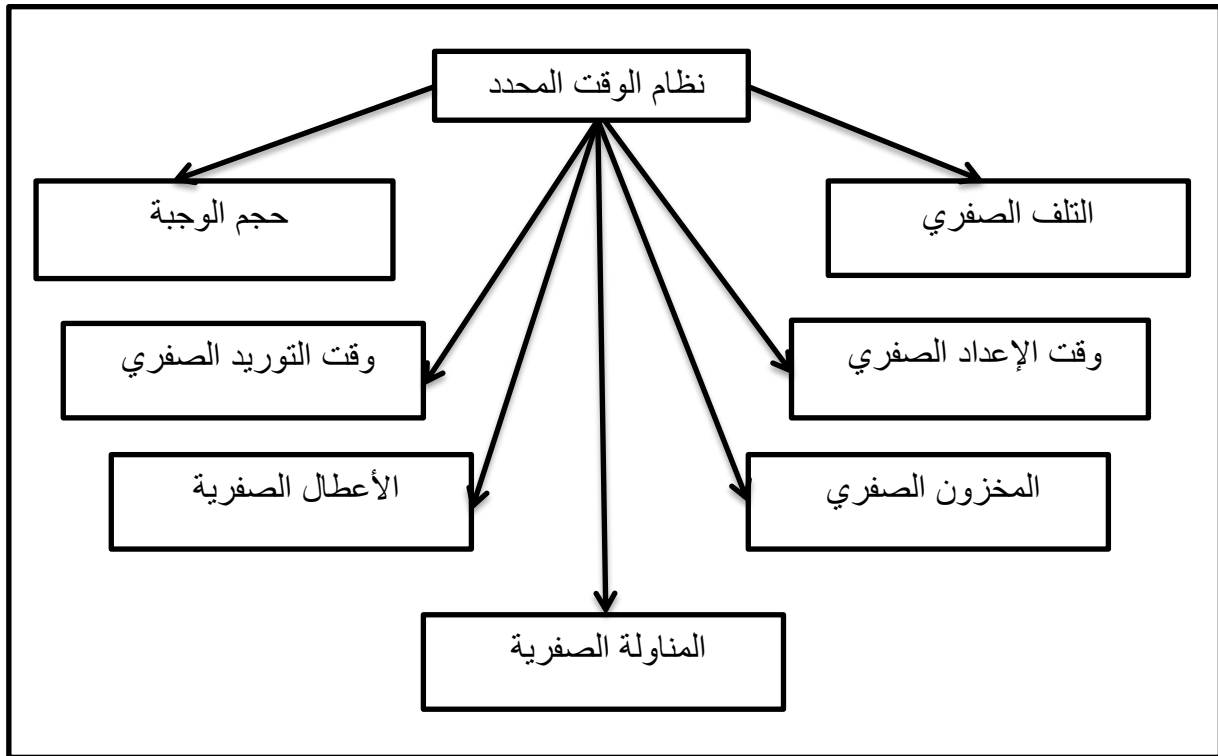 نظام الوقت المحدد
التلف الصفري
حجم الوجبة
وقت الإعداد الصفري
وقت التوريد الصفري
المخزون الصفري
الأعطال الصفرية
المناولة الصفرية